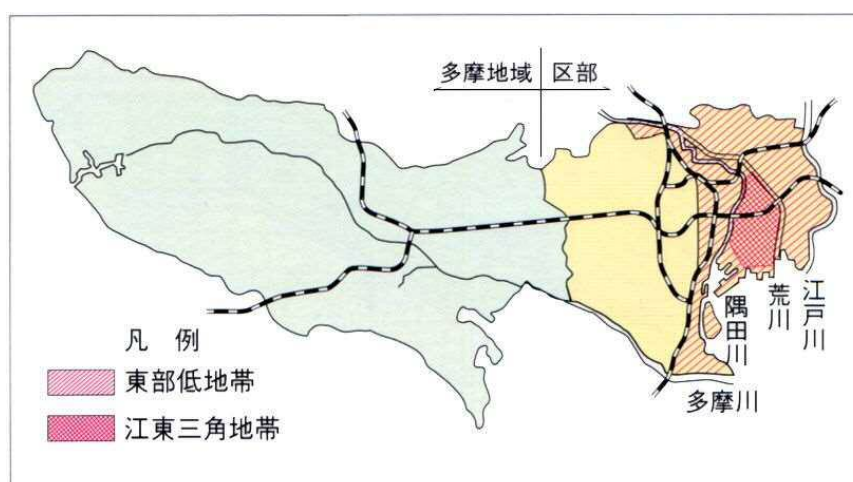 多摩地域
区部
隅田川
荒川
江戸川
多摩川
凡 例
東部低地帯
江東三角地帯